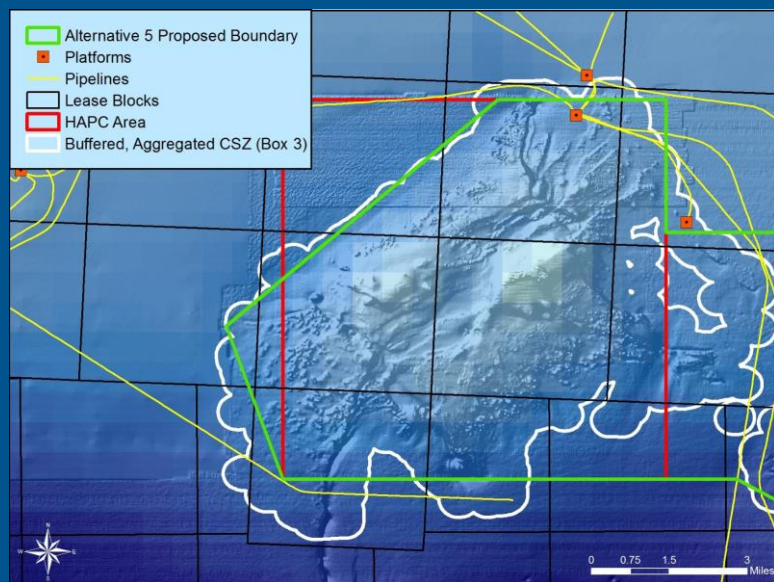 Alternative 5 Proposed Boundary
Platforms
Pipelines
Lease Blocks
HAPC Area
Buffered, Aggregated CSZ (Box 3)
N
W E
S
0 0.75 1.5 3
Miles